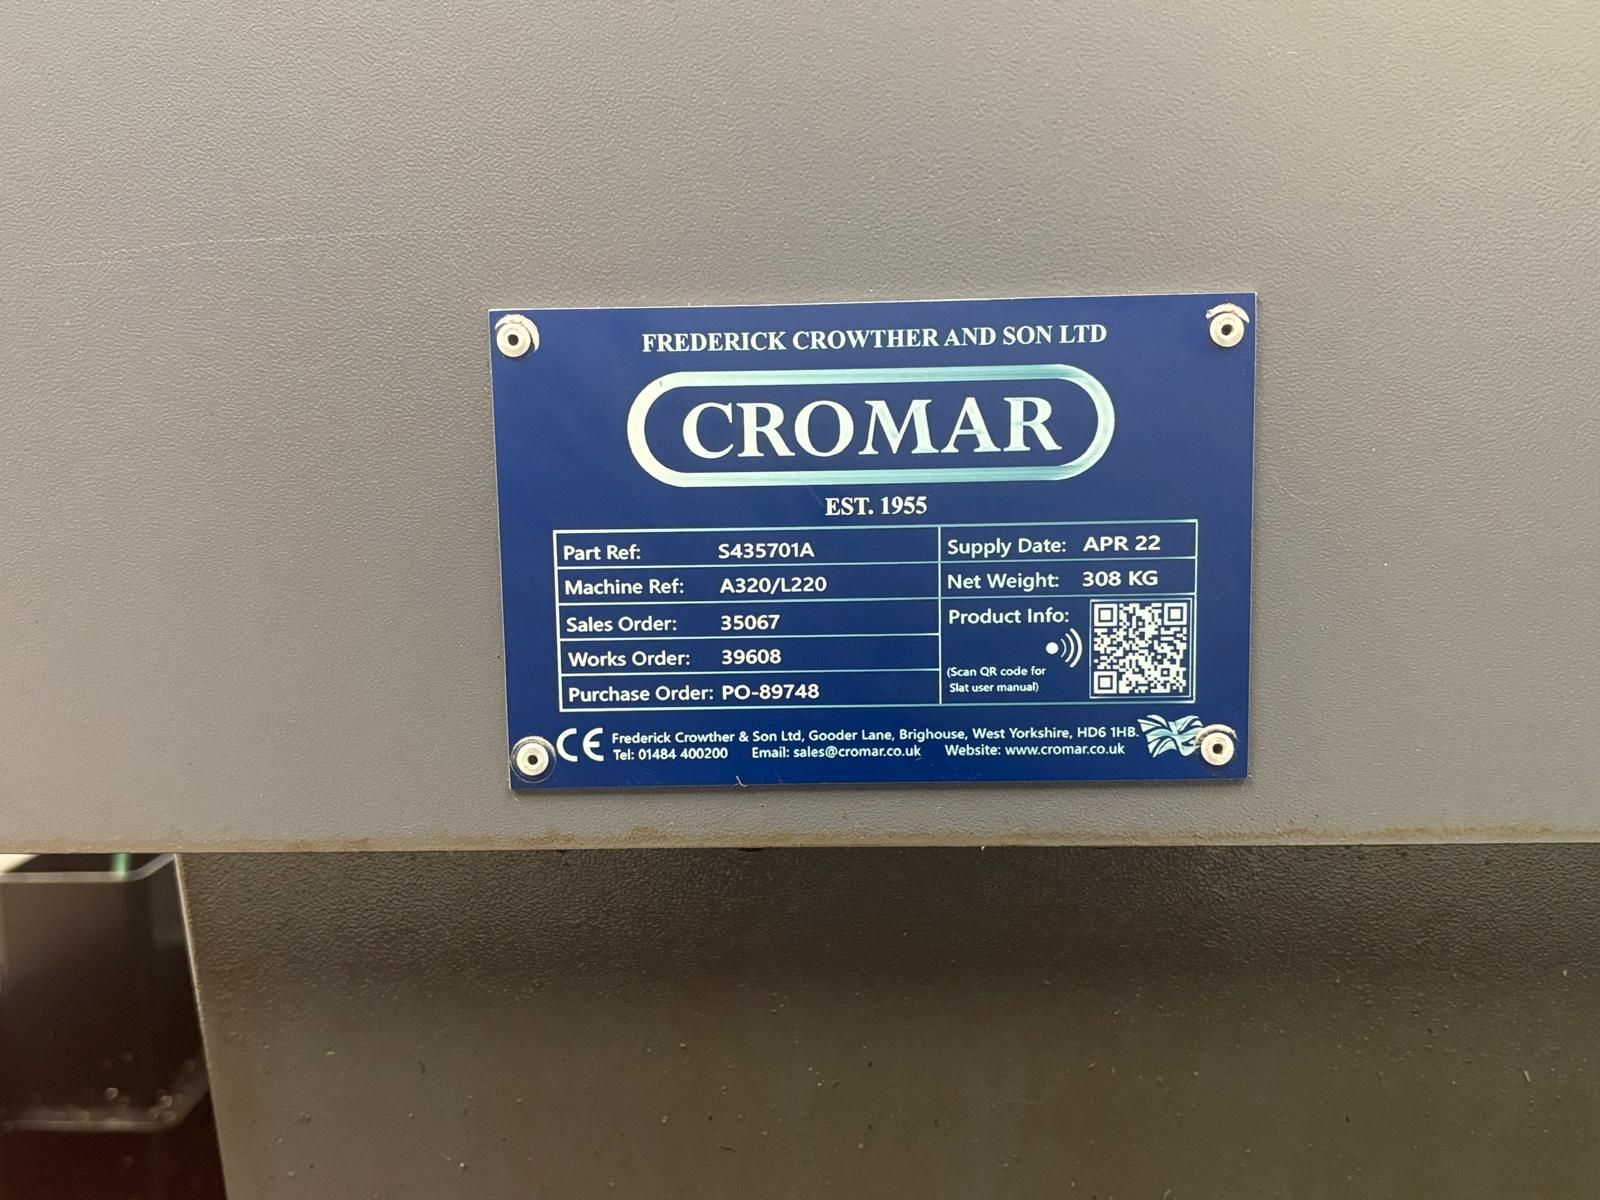 FREDERICK CROWTHER AND SON LTD
CROMAR
EST. 1955
Part Ref: S435701A
Supply Date: APR 22
Machine Ref: A320/L220
Net Weight: 308 KG
Sales Order: 35067
Product Info:
Works Order: 39608
(Scan QR code for
Slat user manual)
Purchase Order: PO-89748
CE
Frederick Crowther & Son Ltd, Gooder Lane, Brighouse, West Yorkshire, HD6 1HB.
Tel: 01484 400200 Email: sales@cromar.co.uk Website: www.cromar.co.uk